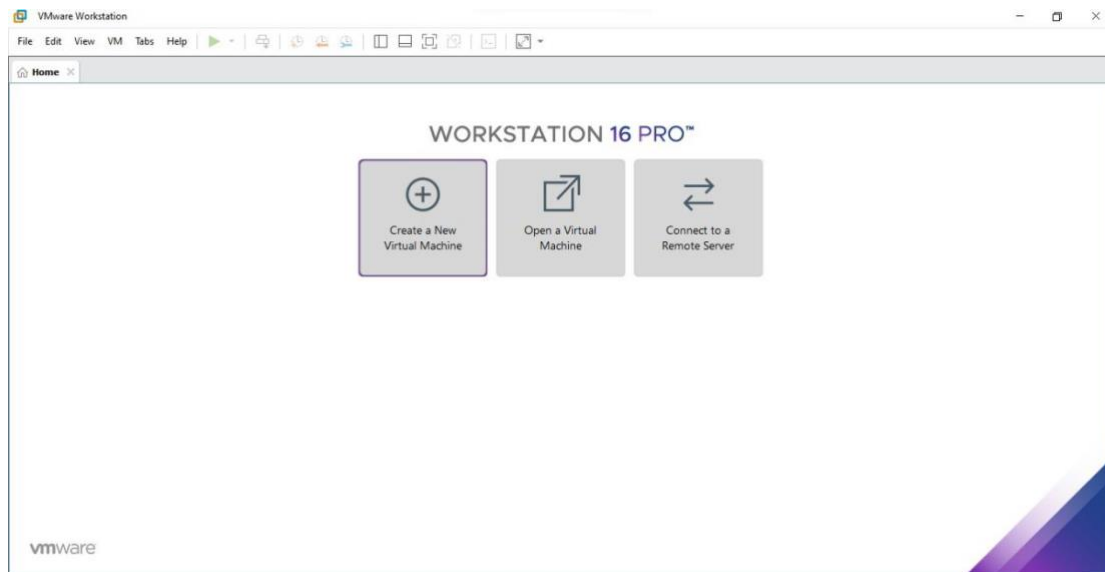 VMware Workstation
File Edit View VM Tabs Help
Home
WORKSTATION 16 PRO™
Create a New
Virtual Machine
Open a Virtual
Machine
Connect to a
Remote Server
vmware